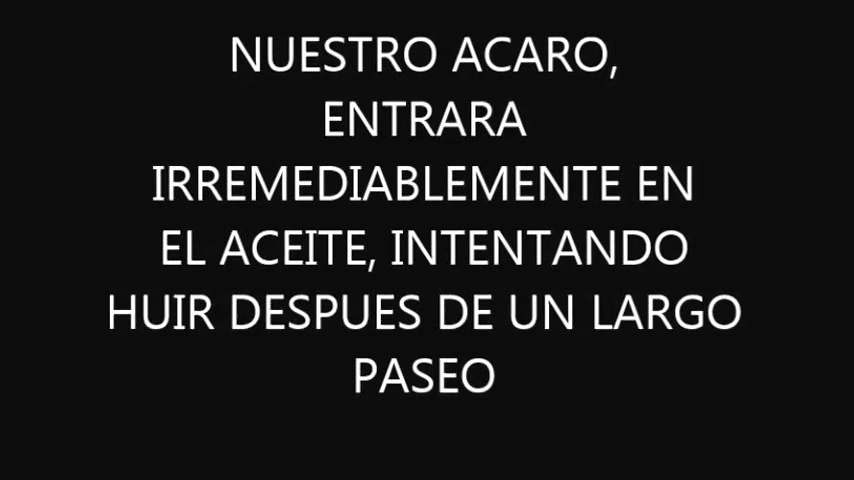 NUESTRO ACARO,
ENTRARA
IRREMEDIABLEMENTE EN
EL ACEITE, INTENTANDO
HUIR DESPUES DE UN LARGO
PASEO